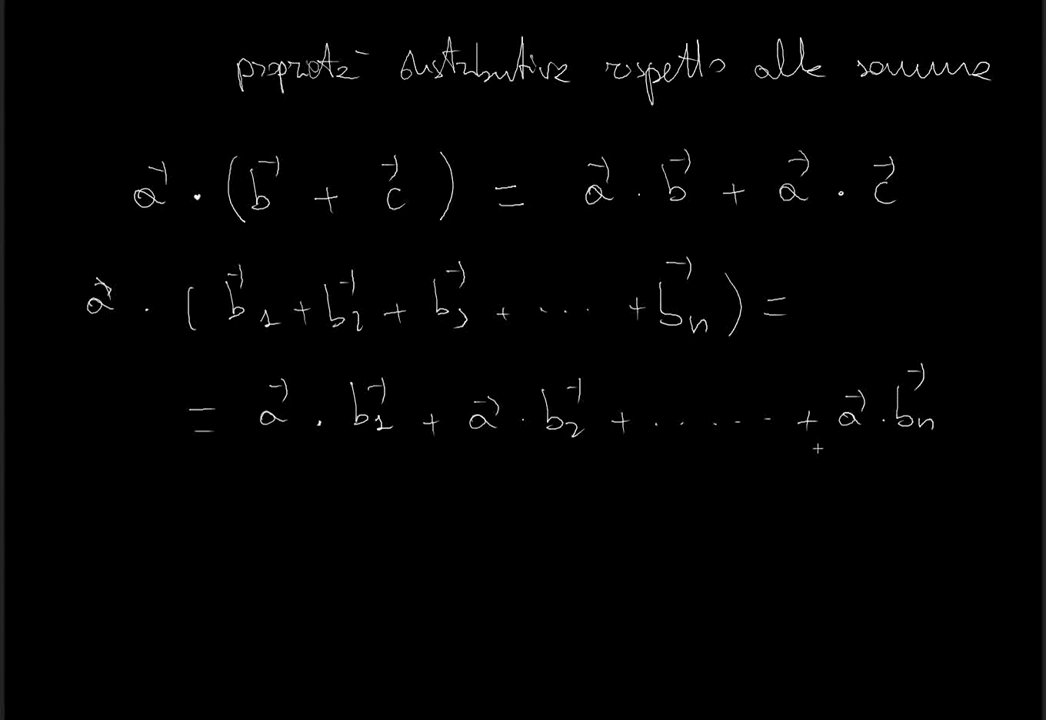 proprietà distributiva rispetto alla somma
a⃗ · (b⃗ + c⃗) = a⃗ · b⃗ + a⃗ · c⃗
a⃗ · (b⃗₁ + b⃗₂ + b⃗₃ + ... + b⃗ₙ) =
= a⃗ · b⃗₁ + a⃗ · b⃗₂ + ...... + a⃗ · b⃗ₙ